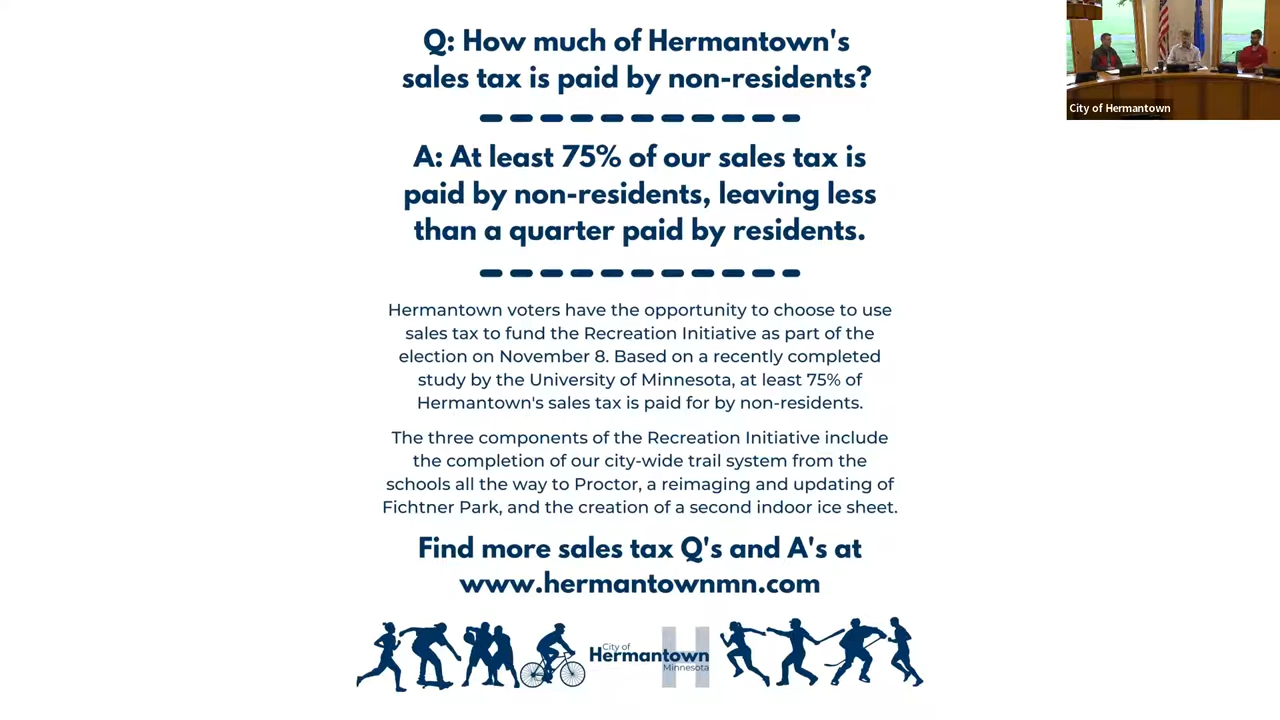 Q: How much of Hermantown's
sales tax is paid by non-residents?
A: At least 75% of our sales tax is
paid by non-residents, leaving less
than a quarter paid by residents.
Hermantown voters have the opportunity to choose to use
sales tax to fund the Recreation Initiative as part of the
election on November 8. Based on a recently completed
study by the University of Minnesota, at least 75% of
Hermantown's sales tax is paid for by non-residents.
The three components of the Recreation Initiative include
the completion of our city-wide trail system from the
schools all the way to Proctor, a reimaging and updating of
Fichtner Park, and the creation of a second indoor ice sheet.
Find more sales tax Q's and A's at
www.hermantownmn.com
City of
Hermantown
Minnesota
H
City of Hermantown